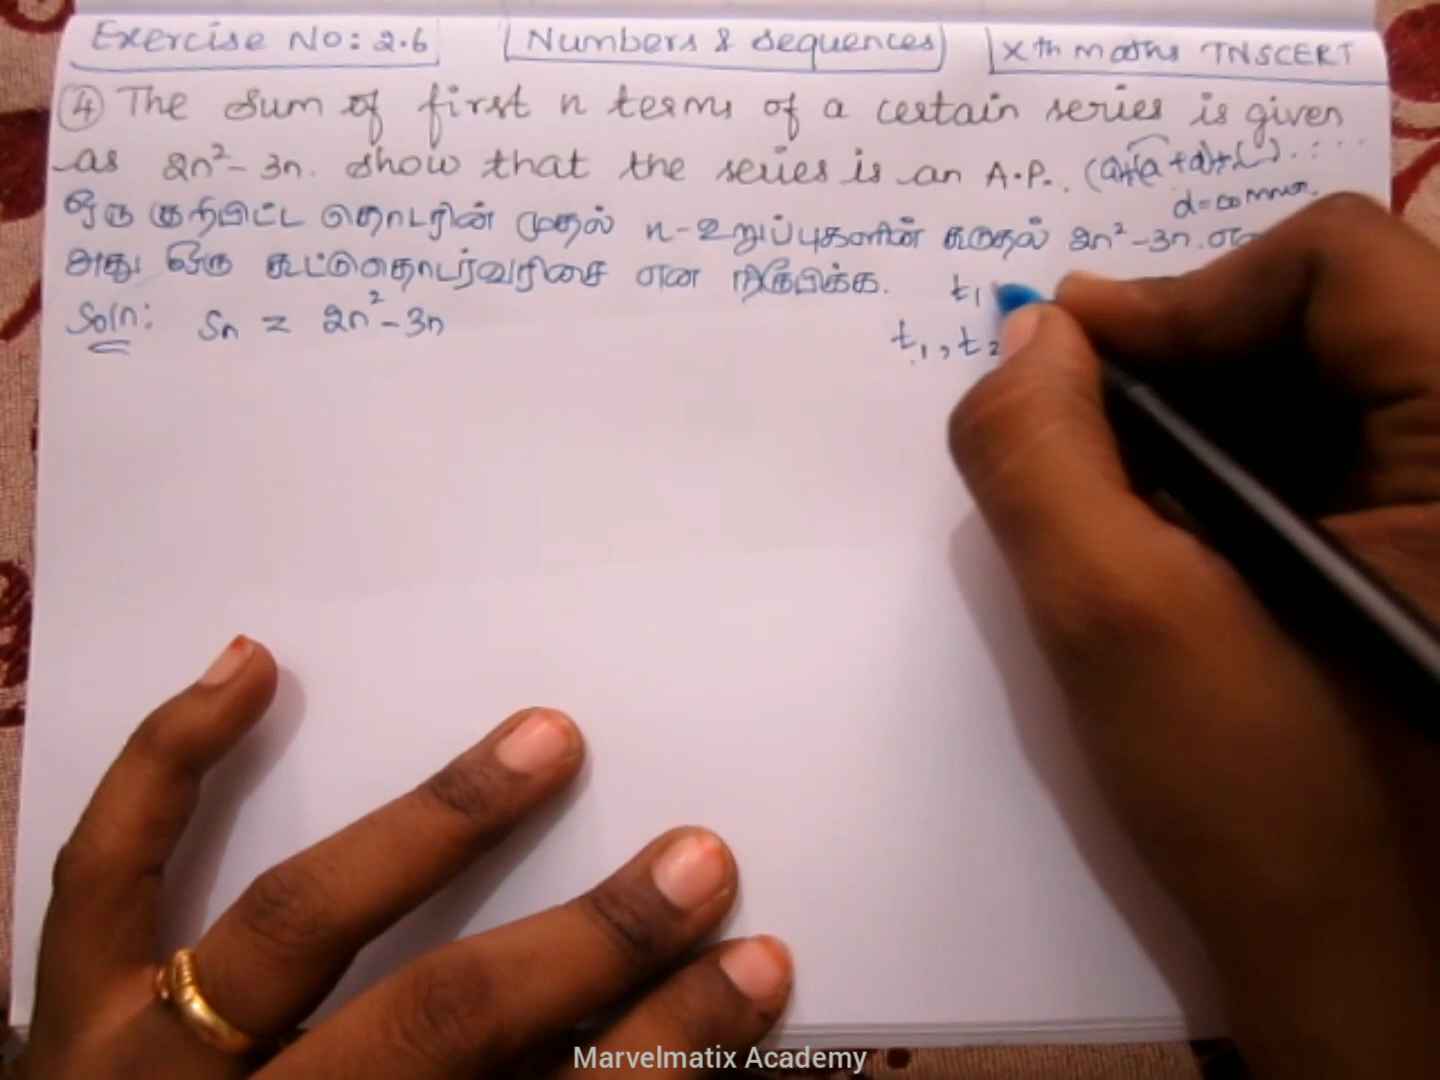 Exercise No: 2.6 Numbers & Sequences Xth maths TNSCERT
④ The Sum of first n terms of a certain series is given
as 2n² - 3n. Show that the series is an A.P. (a+(a+d)+(
d=common
ஒரு குறிப்பிட்ட தொடரின் முதல் n-உறுப்புகளின் கூடுதல் 2n² - 3n.
அது ஒரு கூட்டுதொடர்வரிசை என நிரூபிக்க.
t₁
Soln: Sn = 2n² - 3n
t₁, t₂
Marvelmatix Academy